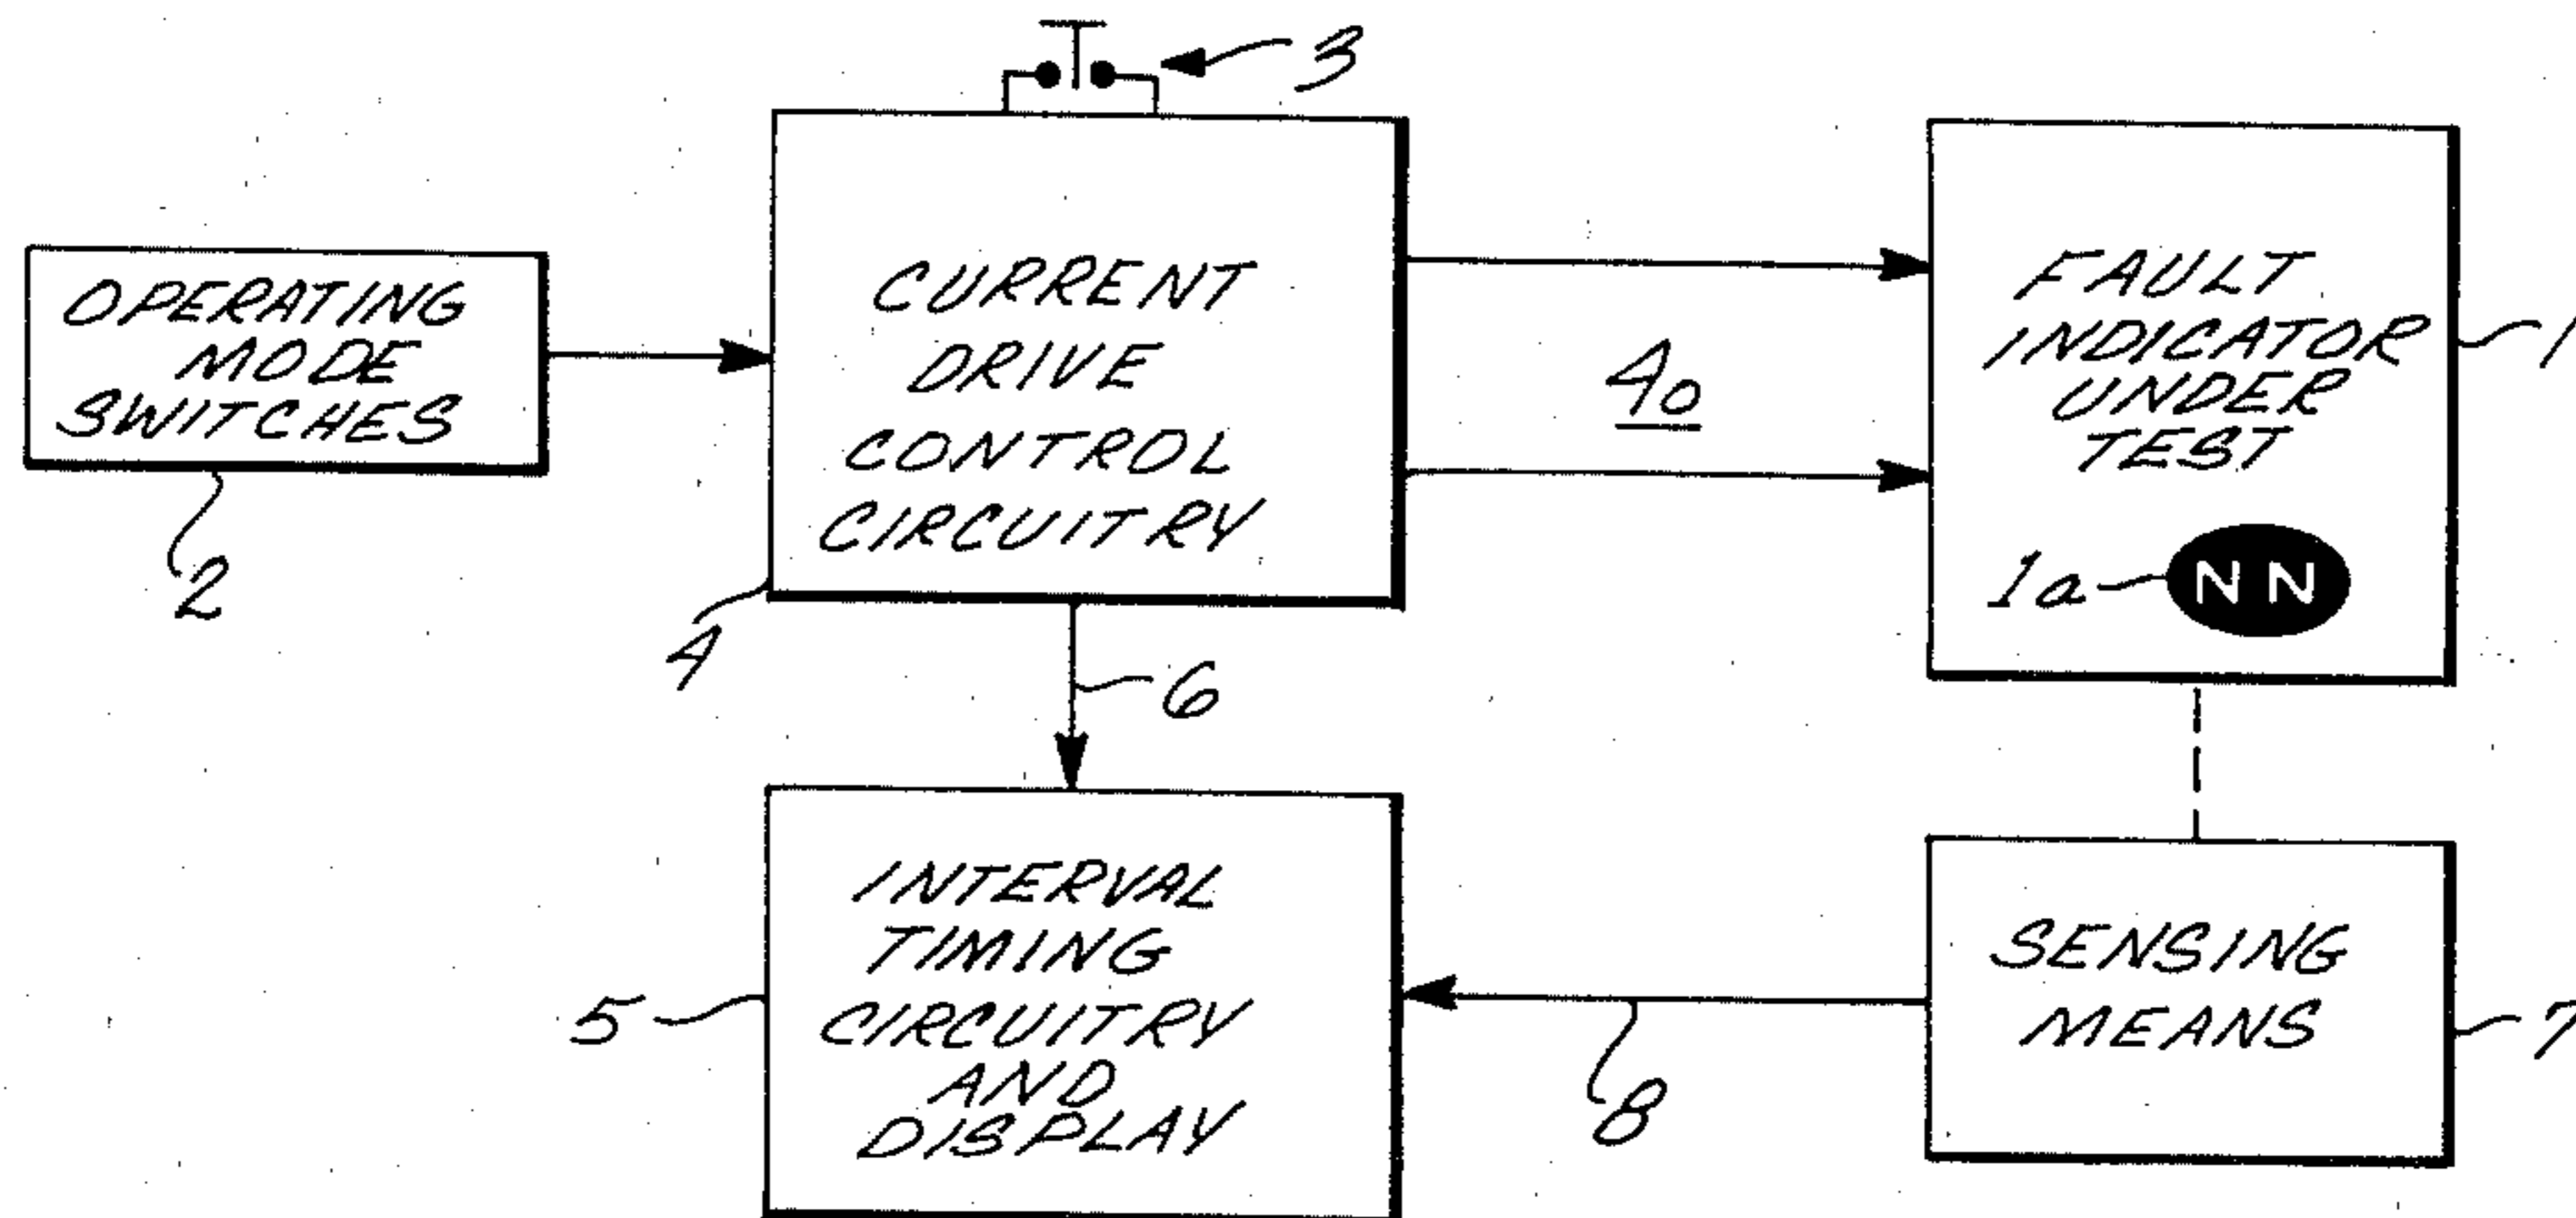 3
OPERATING
MODE
SWITCHES
2
CURRENT
DRIVE
CONTROL
CIRCUITRY
4
4o
FAULT
INDICATOR
UNDER
TEST
1
1a
N N
6
INTERVAL
TIMING
CIRCUITRY
AND
DISPLAY
5
8
SENSING
MEANS
7